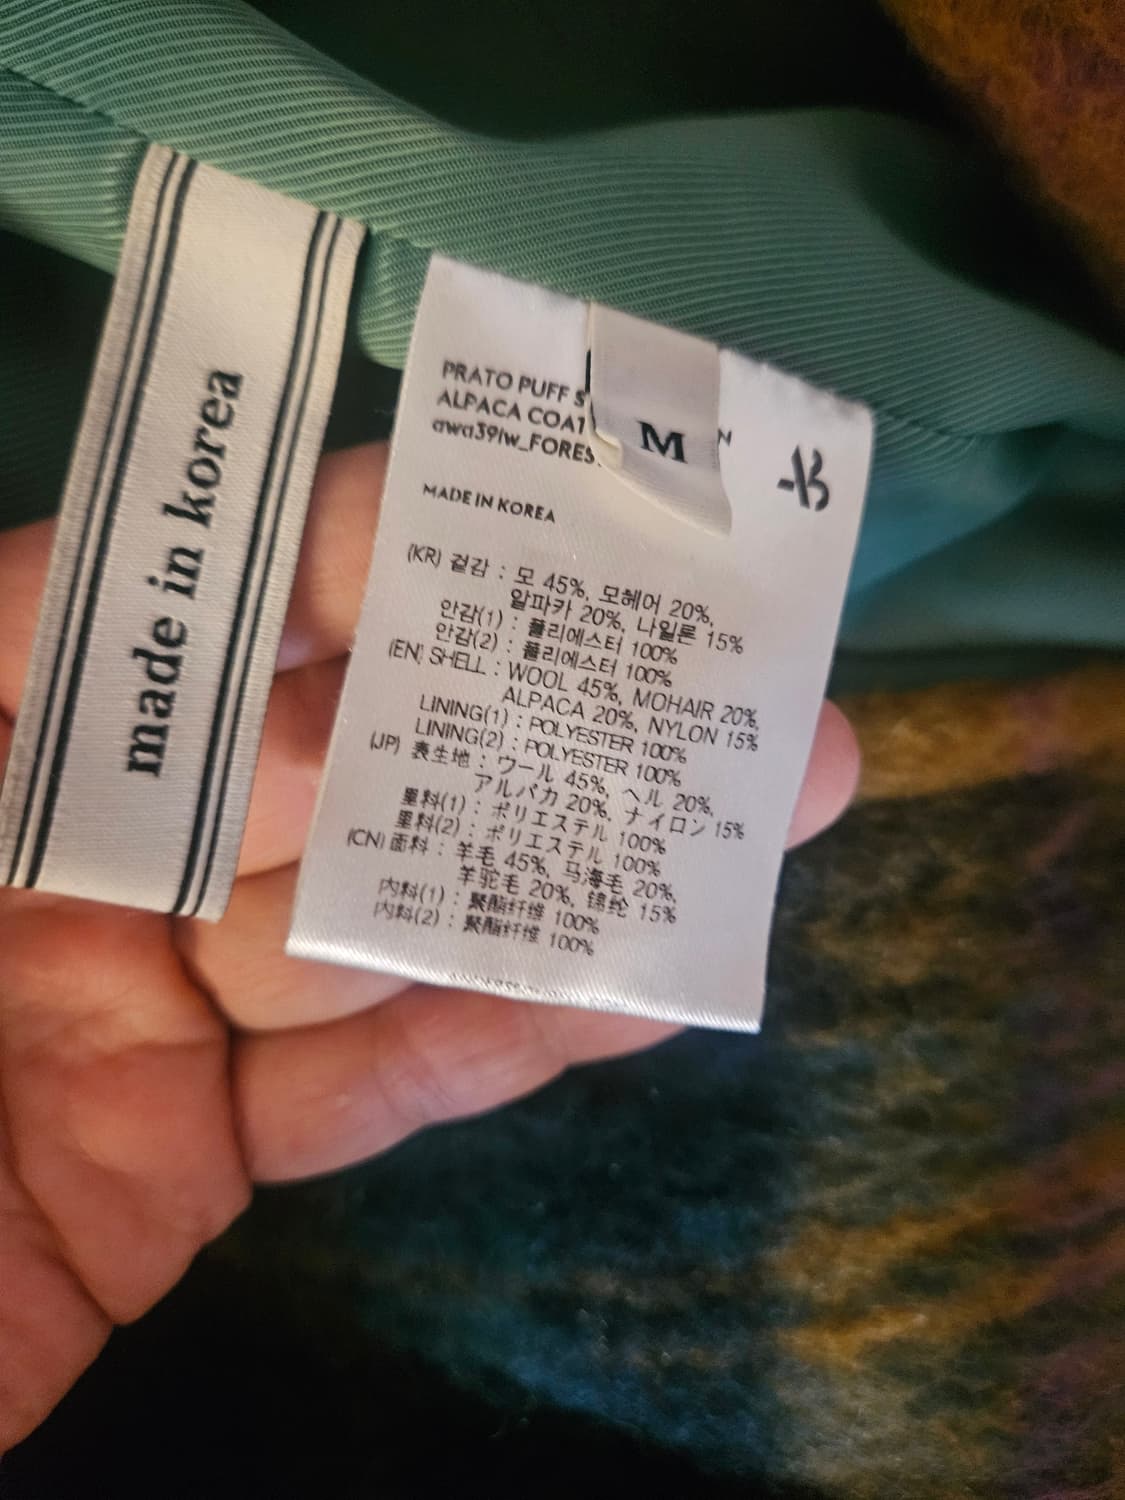 made in korea
PRATO PUFF
ALPACA COAT
M
MADE IN KOREA
(KR) 겉감 : 모 45%, 모헤어 20%,
알파카 20%, 나일론 15%
안감(1) : 폴리에스터 100%
안감(2) : 폴리에스터 100%
(EN) SHELL : WOOL 45%, MOHAIR 20%,
ALPACA 20%, NYLON 15%
LINING(1) : POLYESTER 100%
LINING(2) : POLYESTER 100%
(JP) 表生地 : ウール 45%, ヘル 20%,
アルパカ 20%, ナイロン 15%
里料(1) : ポリエステル 100%
里料(2) : ポリエステル 100%
(CN) 面料 : 羊毛 45%, 马海毛 20%,
羊驼毛 20%, 锦纶 15%
内料(1) : 聚酯纤维 100%
内料(2) : 聚酯纤维 100%